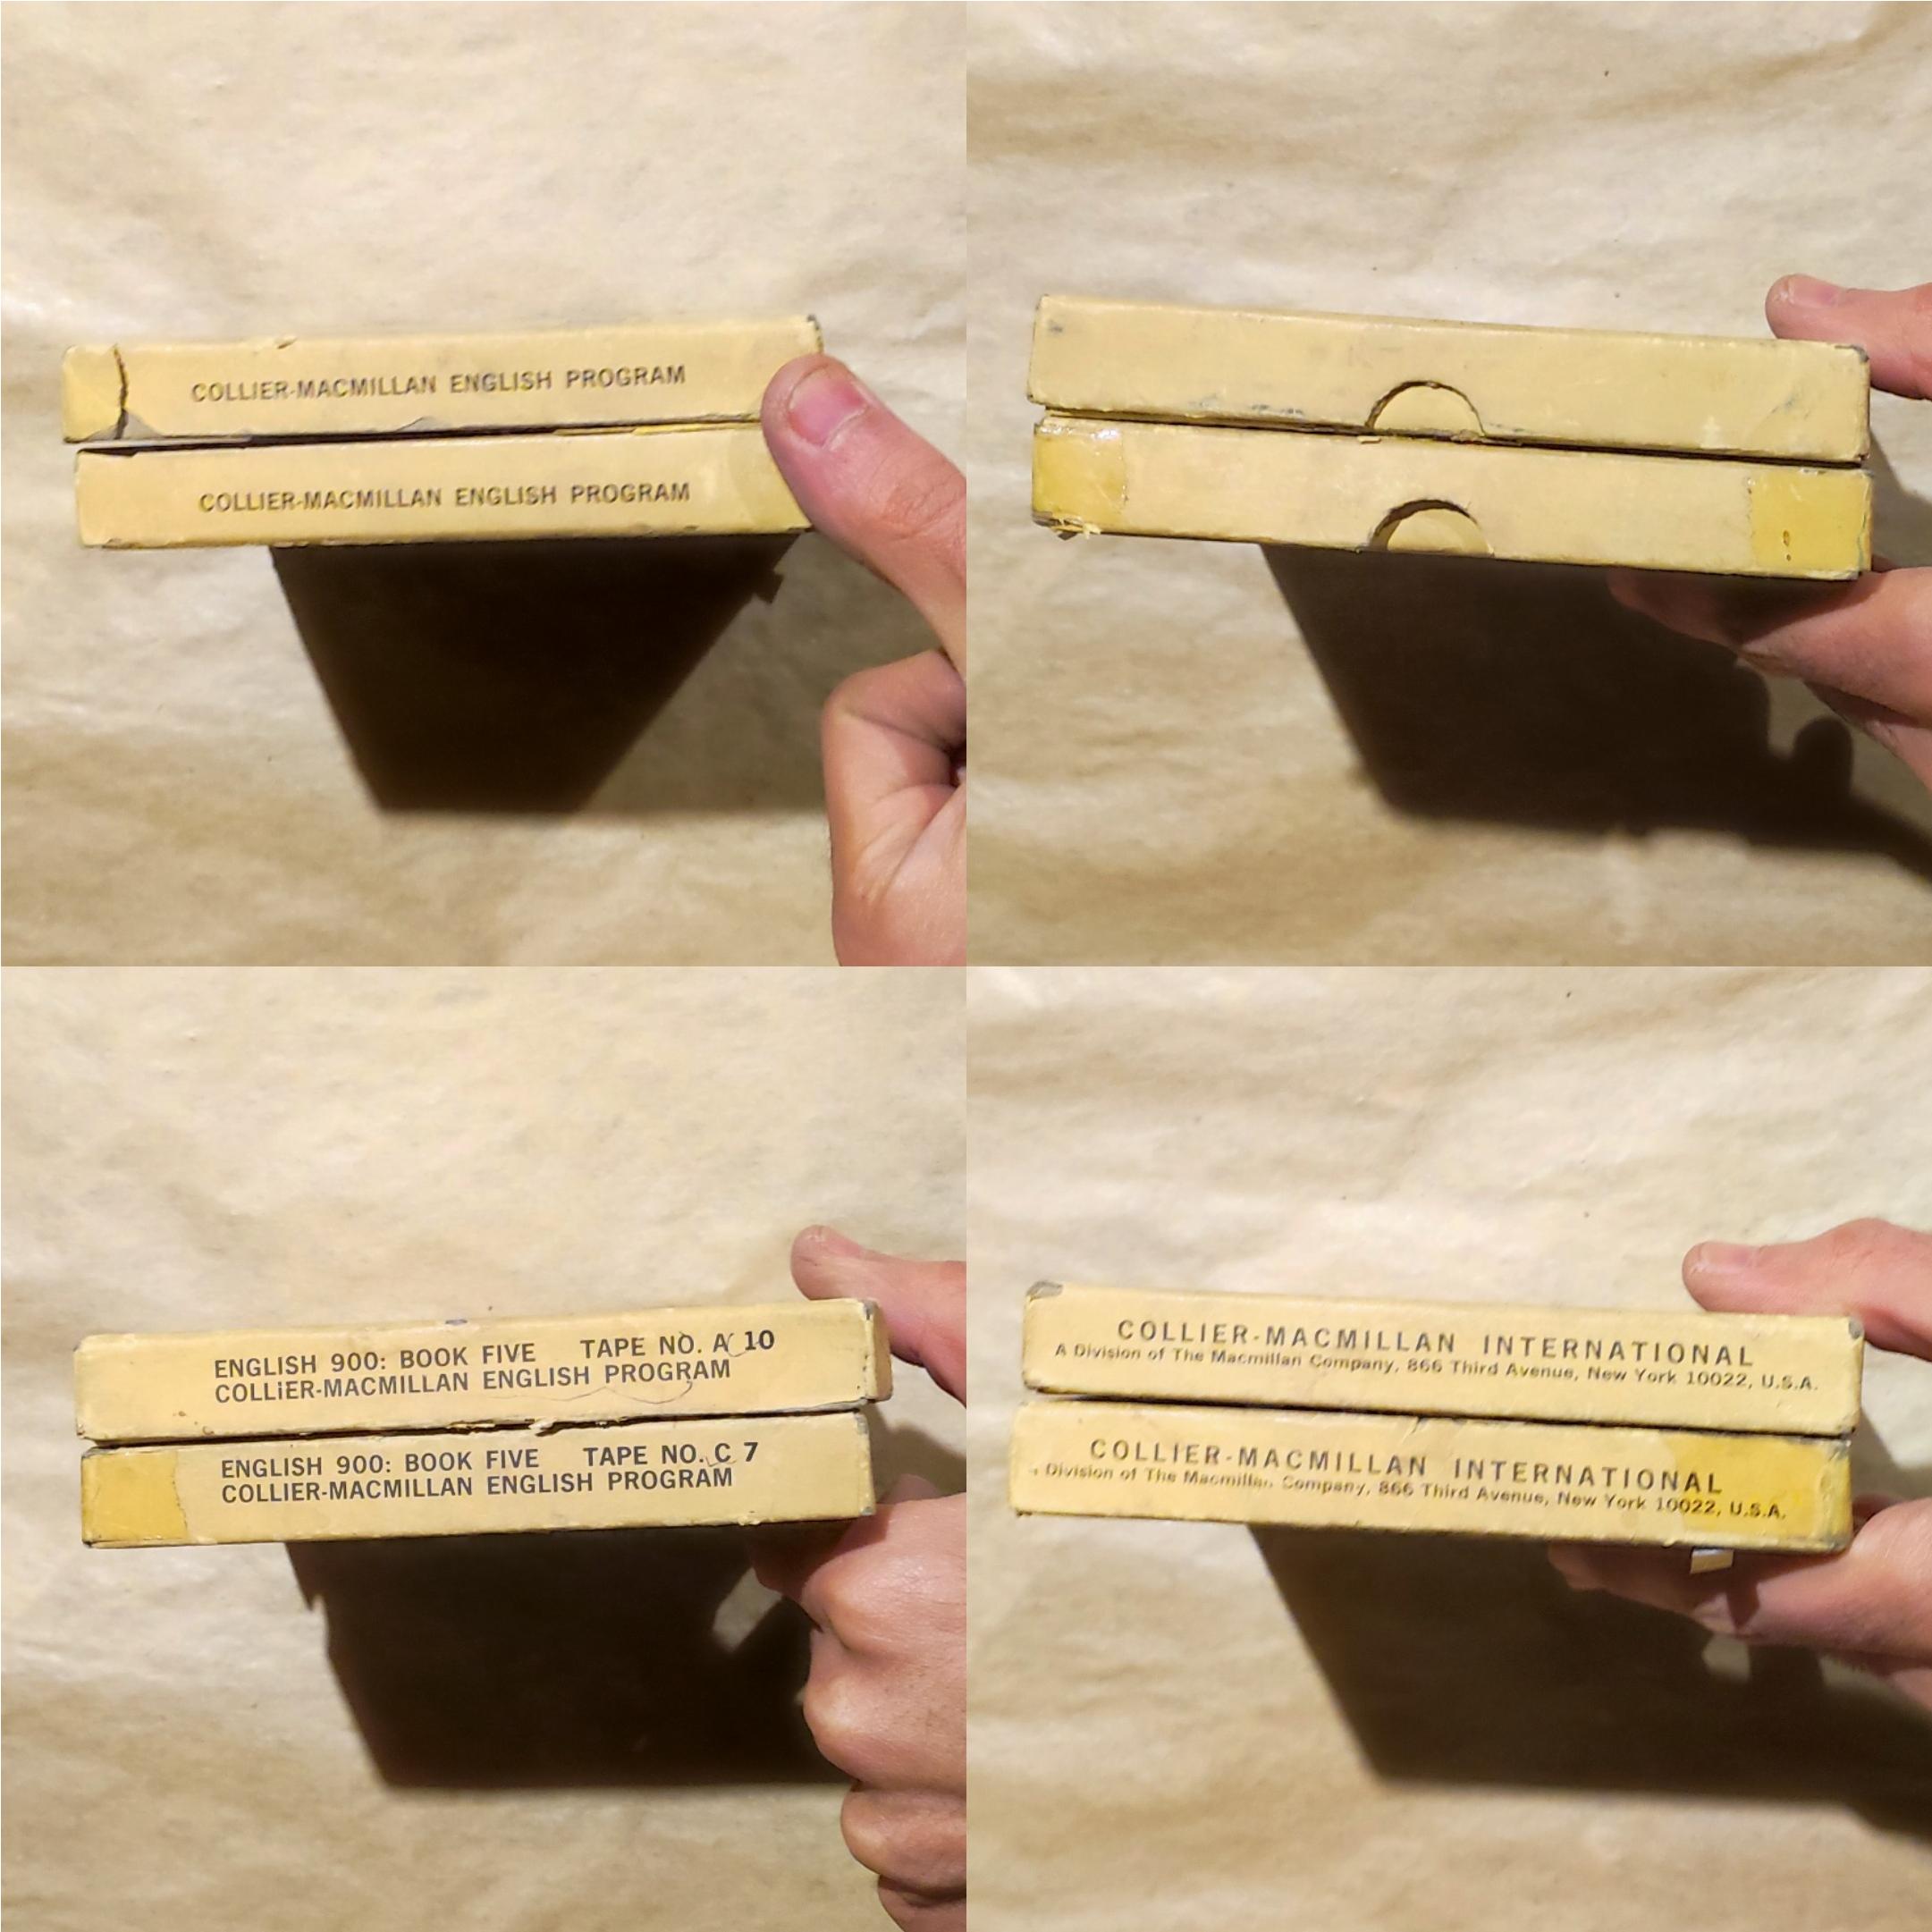 COLLIER-MACMILLAN ENGLISH PROGRAM
COLLIER-MACMILLAN ENGLISH PROGRAM
ENGLISH 900: BOOK FIVE TAPE NO. A 10
COLLIER-MACMILLAN ENGLISH PROGRAM
ENGLISH 900: BOOK FIVE TAPE NO. C 7
COLLIER-MACMILLAN ENGLISH PROGRAM
COLLIER-MACMILLAN INTERNATIONAL
A Division of The Macmillan Company, 866 Third Avenue, New York 10022, U.S.A.
COLLIER-MACMILLAN INTERNATIONAL
Division of The Macmillan Company, 866 Third Avenue, New York 10022, U.S.A.